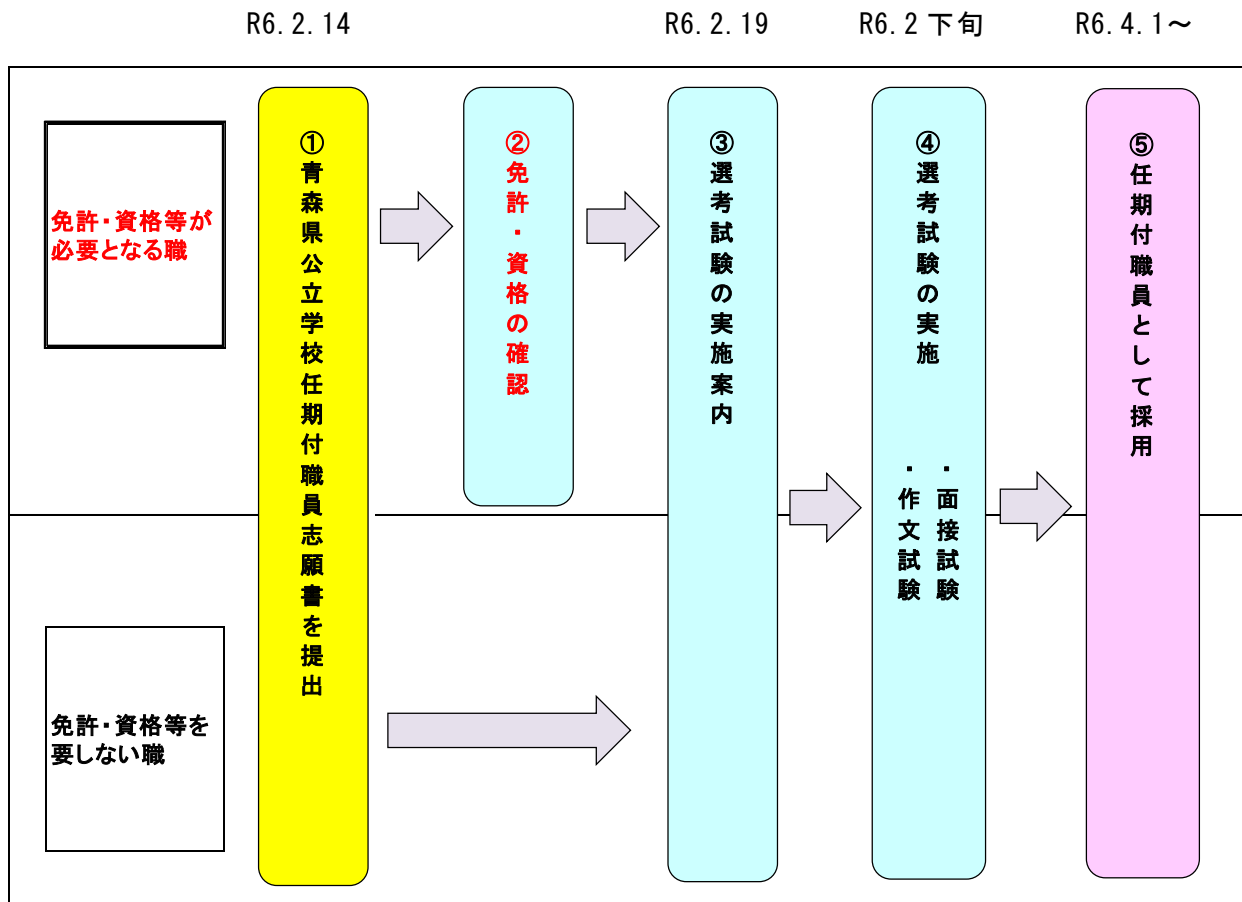 R6.2.14
R6.2.19
R6.2下旬
R6.4.1～
免許・資格等が
必要となる職
①青森県公立学校任期付職員志願書を提出
②免許・資格の確認
③選考試験の実施案内
④選考試験の実施
・面接試験
・作文試験
⑤任期付職員として採用
免許・資格等を
要しない職